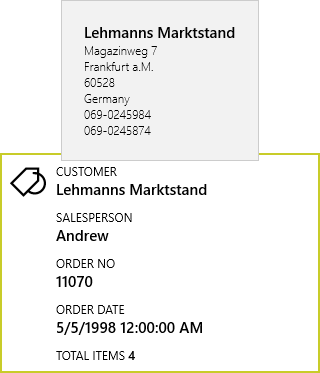 Lehmanns Marktstand
Magazinweg 7
Frankfurt a.M.
60528
Germany
069-0245984
069-0245874
CUSTOMER
Lehmanns Marktstand
SALESPERSON
Andrew
ORDER NO
11070
ORDER DATE
5/5/1998 12:00:00 AM
TOTAL ITEMS 4